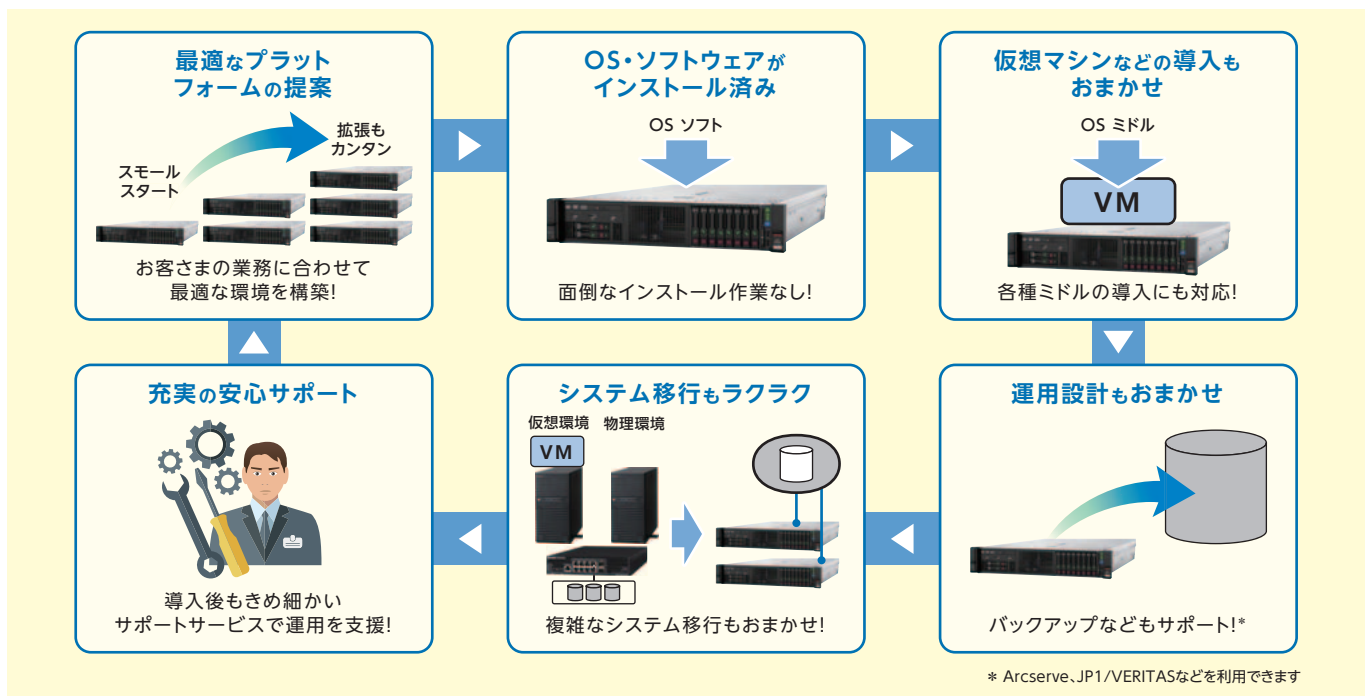 最適なプラット
フォームの提案
スモール
スタート
拡張も
カンタン
お客さまの業務に合わせて
最適な環境を構築!
OS・ソフトウェアが
インストール済み
OS ソフト
面倒なインストール作業なし!
仮想マシンなどの導入も
おまかせ
OS ミドル
VM
各種ミドルの導入にも対応!
運用設計もおまかせ
バックアップなどもサポート!*
システム移行もラクラク
仮想環境 物理環境
VM
複雑なシステム移行もおまかせ!
充実の安心サポート
導入後もきめ細かい
サポートサービスで運用を支援!
* Arcserve、JP1/VERITASなどを利用できます